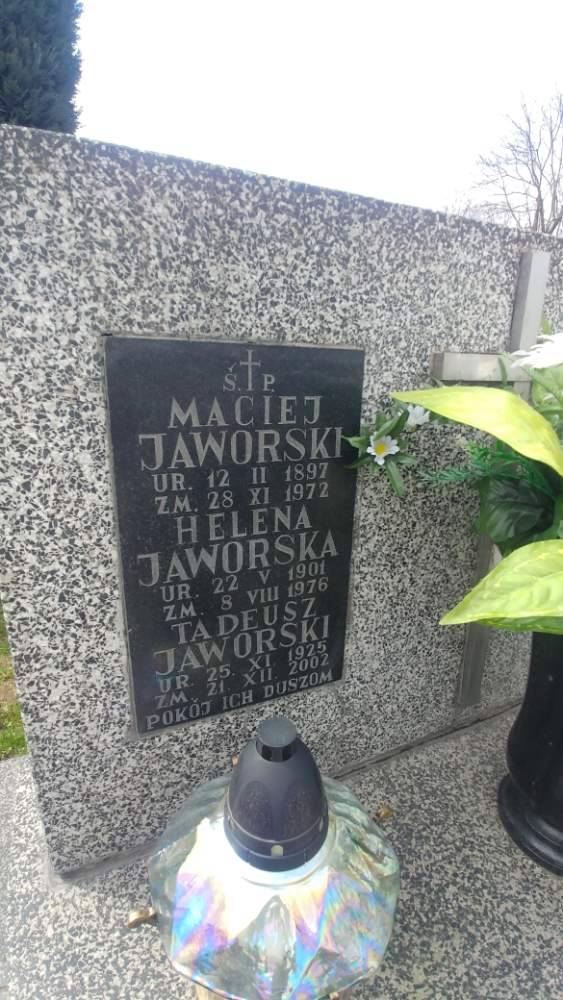 Ś.†P.
MACIEJ
JAWORSKI
UR. 12 II 1897
ZM. 28 XI 1972
HELENA
JAWORSKA
UR. 22 V 1901
ZM. 8 VIII 1976
TADEUSZ
JAWORSKI
UR. 25. XI 1925
ZM. 21. XII. 2002
POKÓJ ICH DUSZOM